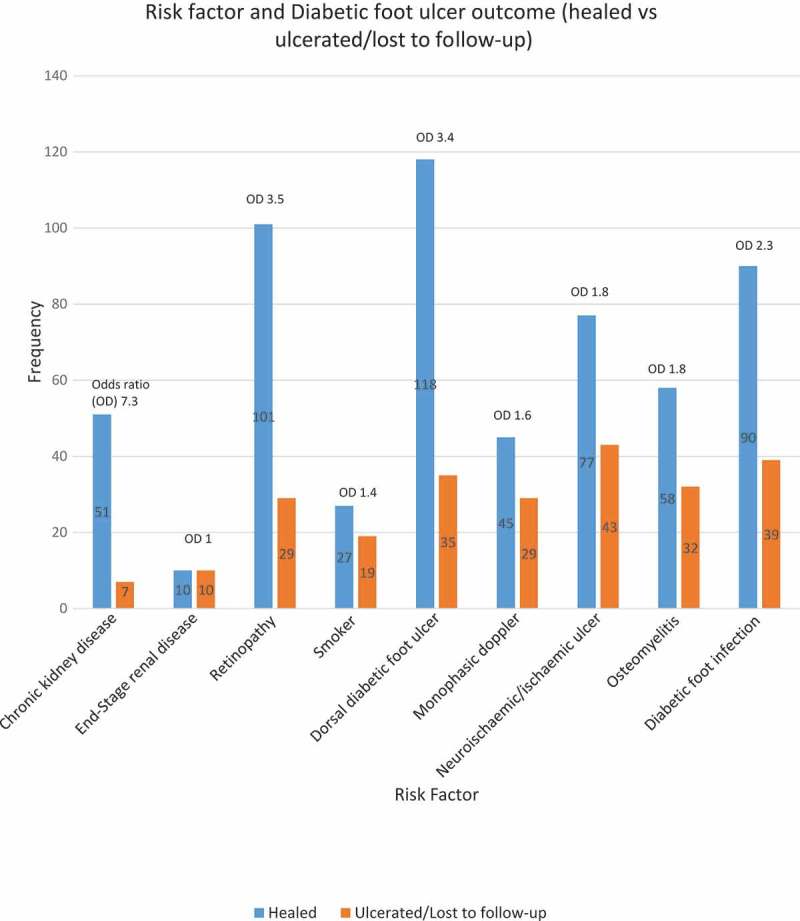 Risk factor and Diabetic foot ulcer outcome (healed vs
ulcerated/lost to follow-up)
Frequency
140
120
100
80
60
40
20
0
Odds ratio
(OD) 7.3
OD 1
OD 3.5
OD 1.4
OD 3.4
OD 1.6
OD 1.8
OD 1.8
OD 2.3
51
7
10
10
101
29
27
19
118
35
45
29
77
43
58
32
90
39
Chronic kidney disease
End-Stage renal disease
Retinopathy
Smoker
Dorsal diabetic foot ulcer
Monophasic doppler
Neuroischaemic/ischaemic ulcer
Osteomyelitis
Diabetic foot infection
Risk Factor
Healed
Ulcerated/Lost to follow-up